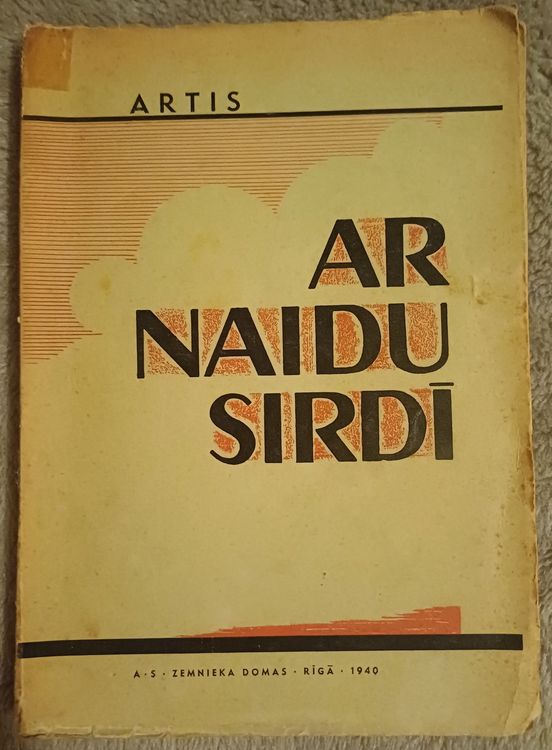 ARTIS
AR
NAIDU
SIRDĪ
A·S · ZEMNIEKA DOMAS · RĪGĀ · 1940